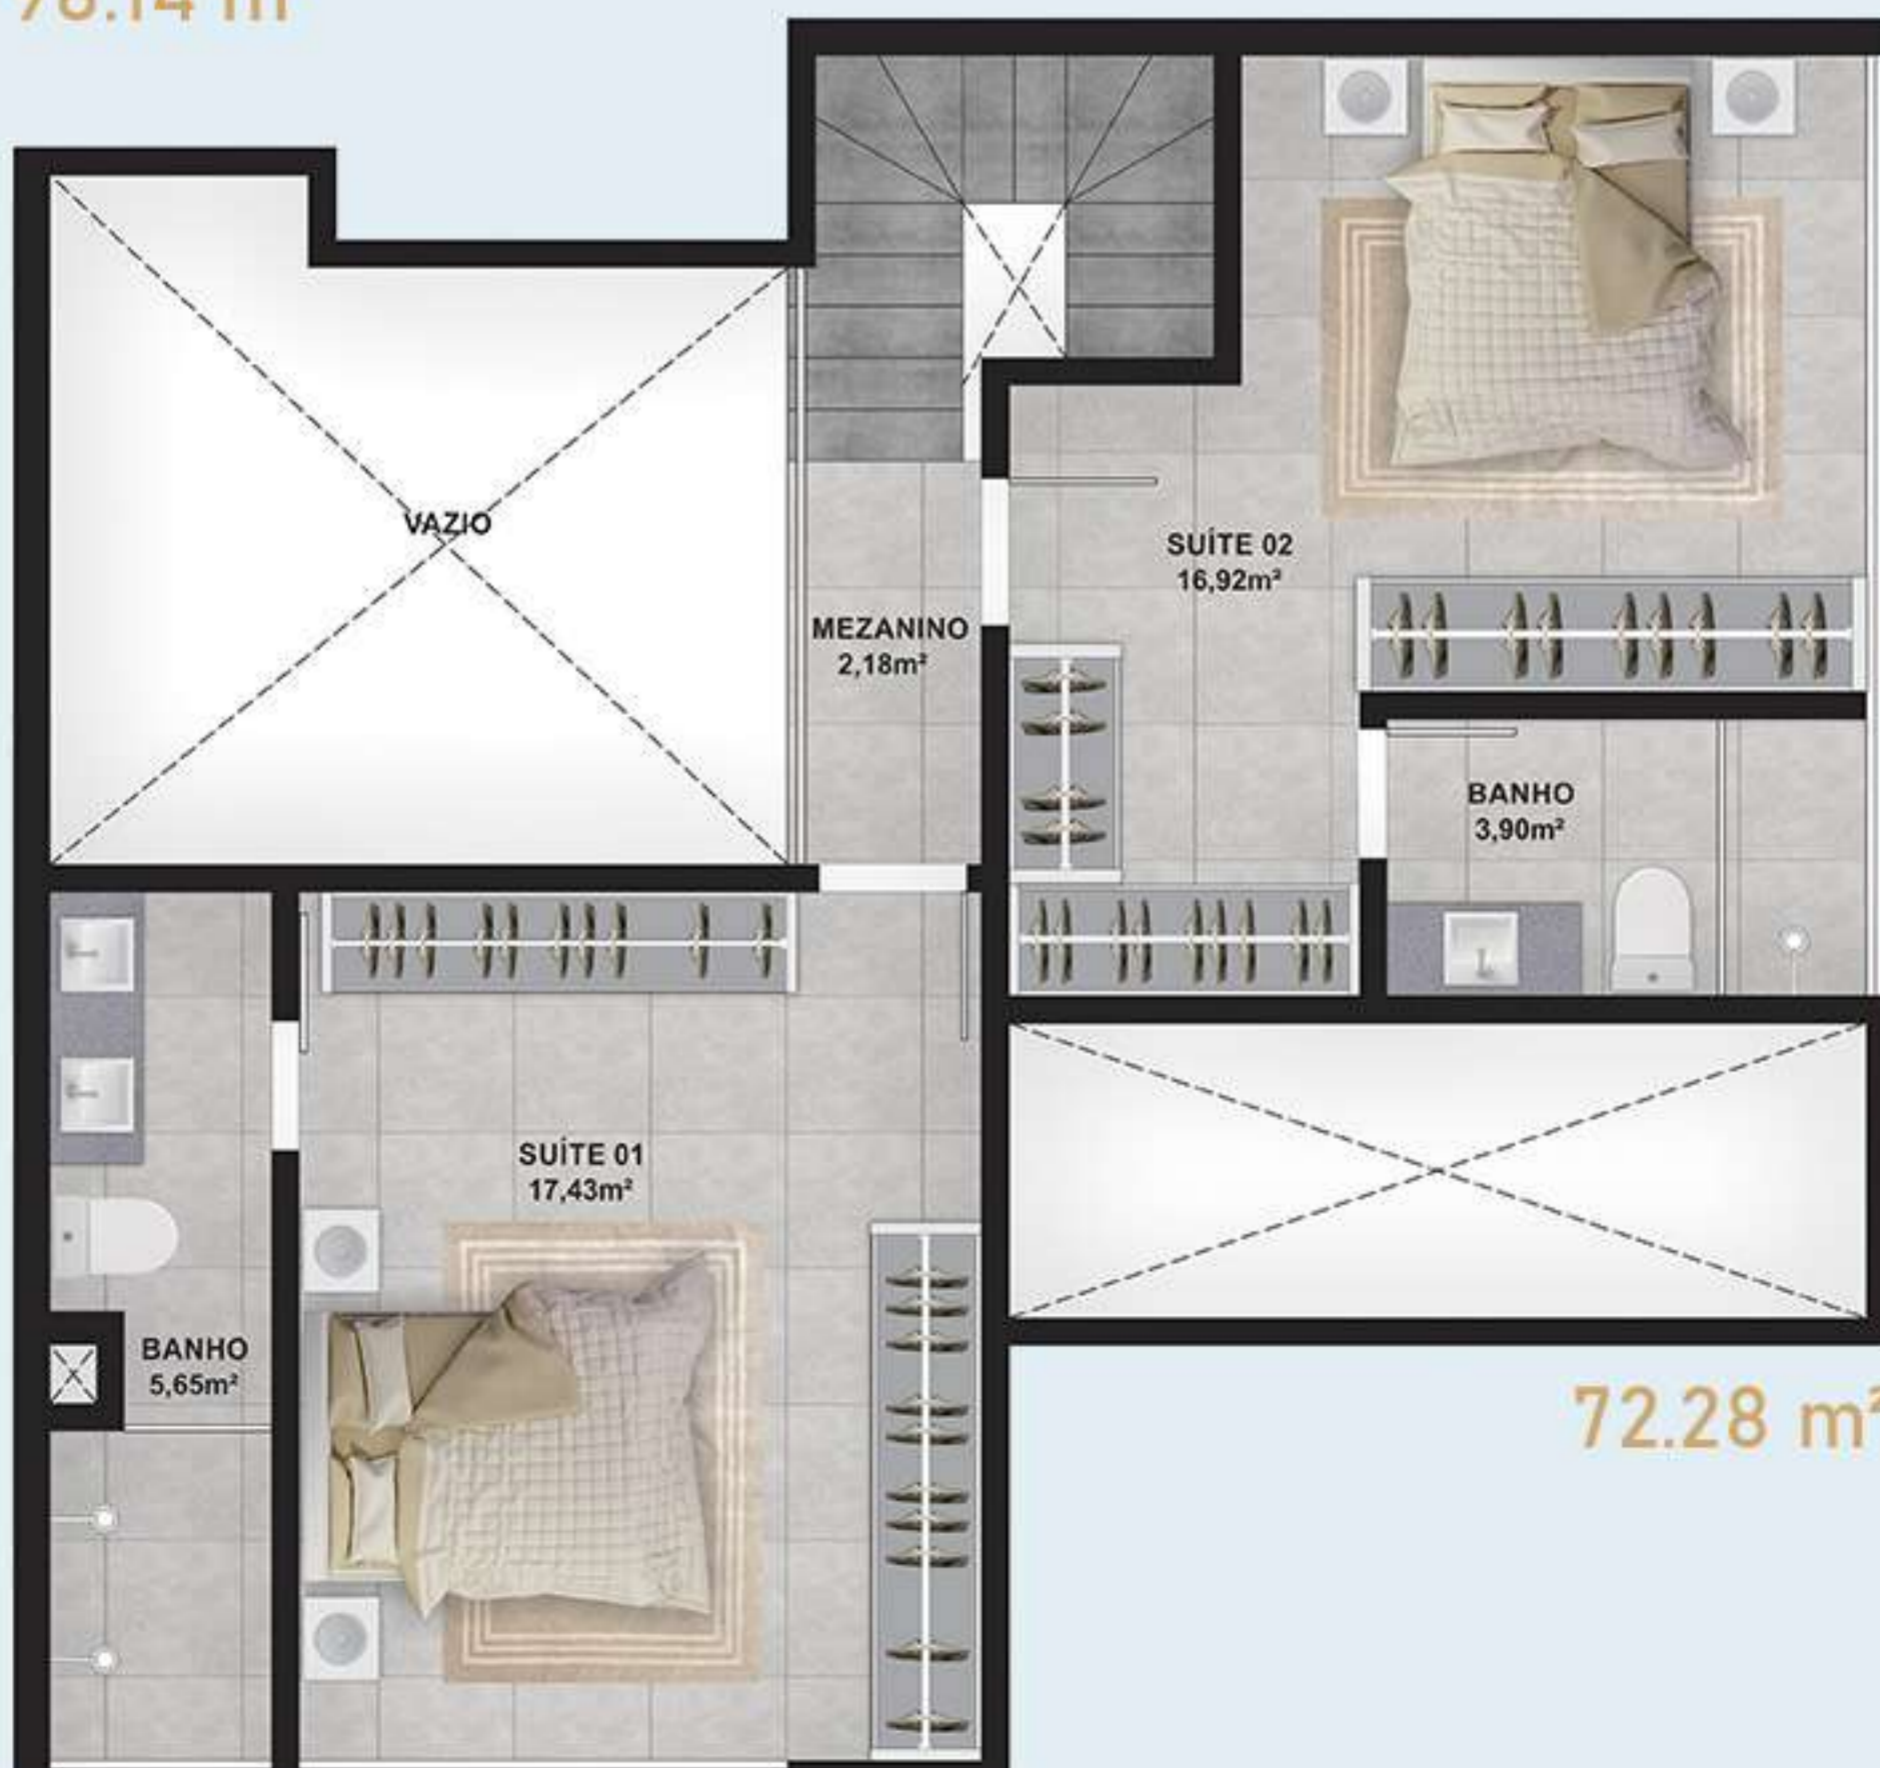 VAZIO
SUÍTE 02
16,92m²
MEZANINO
2,18m²
BANHO
3,90m²
SUÍTE 01
17,43m²
BANHO
5,65m²
72.28 m²